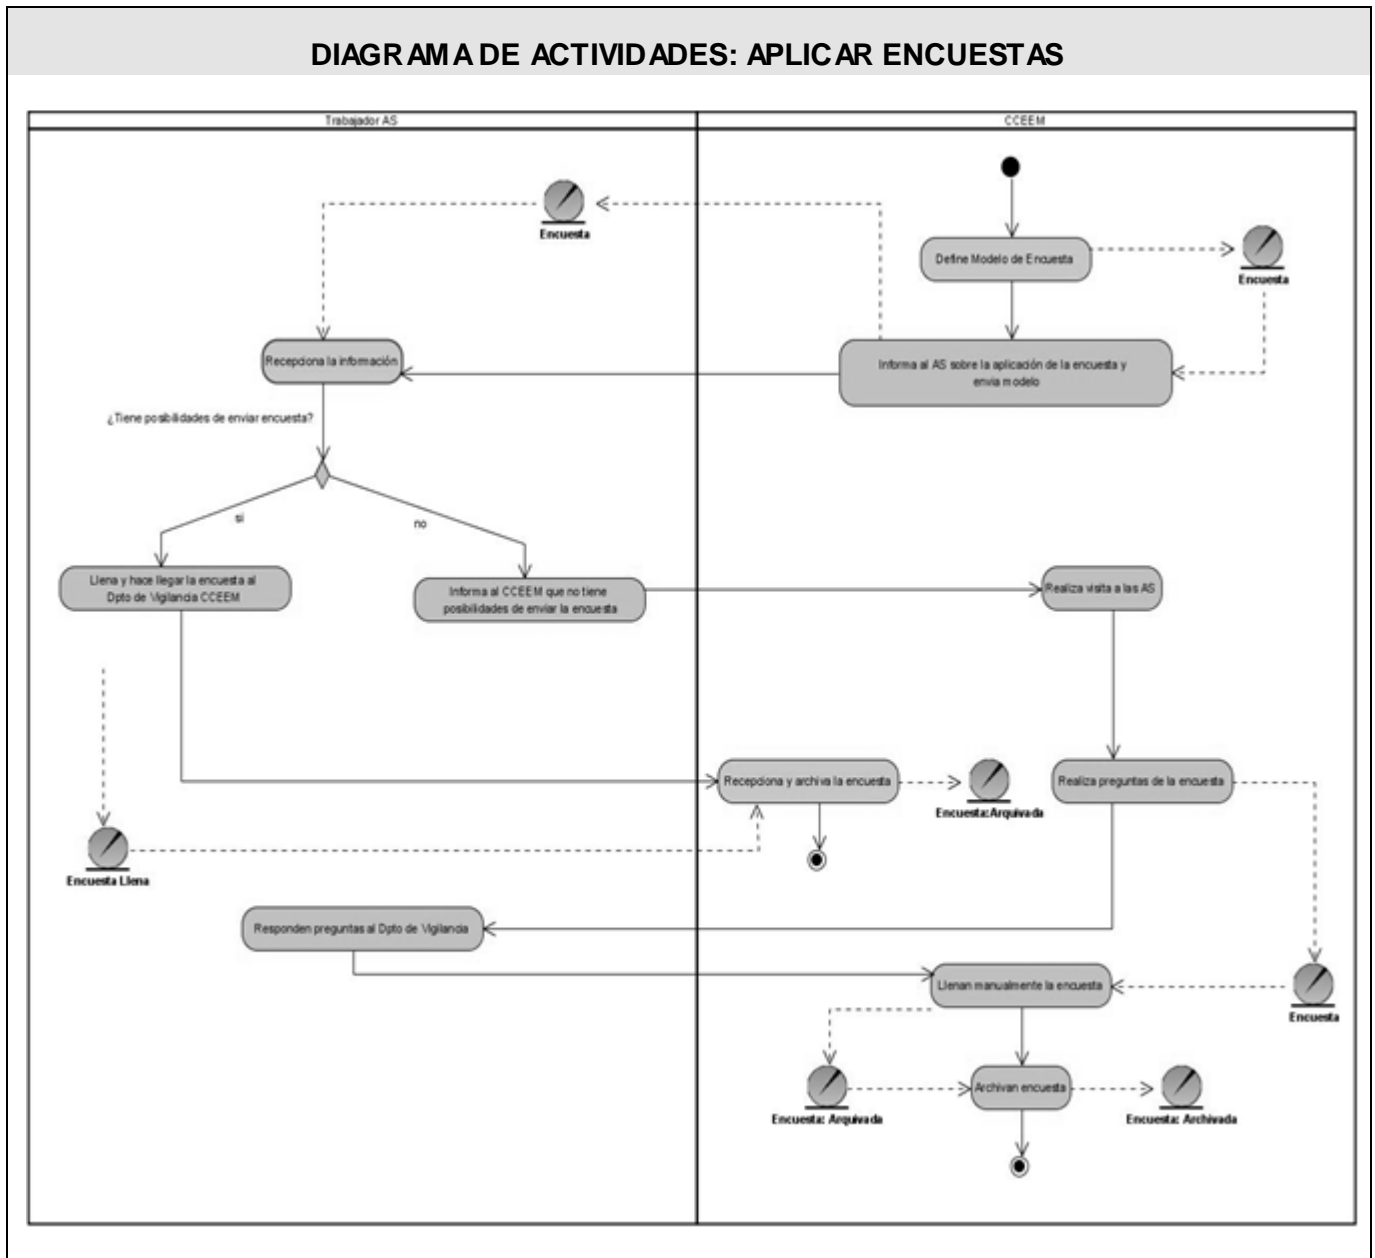 DIAGRAMA DE ACTIVIDADES: APLICAR ENCUESTAS
Trabajador AS
CCEEM
Encuesta
Define Modelo de Encuesta
Encuesta
Recepciona la información
Informa al AS sobre la aplicación de la encuesta y
envia modelo
¿Tiene posibilidades de enviar encuesta?
si
no
Llena y hace llegar la encuesta al
Dpto de Vigilancia CCEEM
Informa al CCEEM que no tiene
posibilidades de enviar la encuesta
Realiza visita a las AS
Recepciona y archiva la encuesta
Encuesta:Arquivada
Realiza preguntas de la encuesta
Encuesta Llena
Responden preguntas al Dpto de Vigilancia
Llenan manualmente la encuesta
Encuesta
Archivan encuesta
Encuesta: Arquivada
Encuesta: Archivada